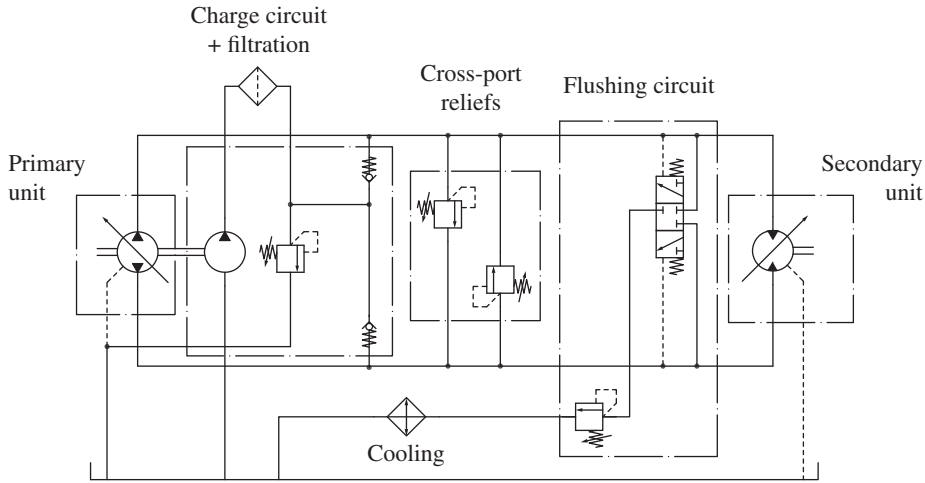 Charge circuit
+ filtration
Cross-port
reliefs
Flushing circuit
Primary
unit
Secondary
unit
Cooling